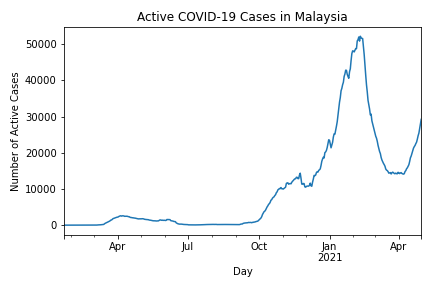 Active COVID-19 Cases in Malaysia
50000
40000
30000
20000
10000
0
Number of Active Cases
Apr
Jul
Oct
Jan
2021
Apr
Day